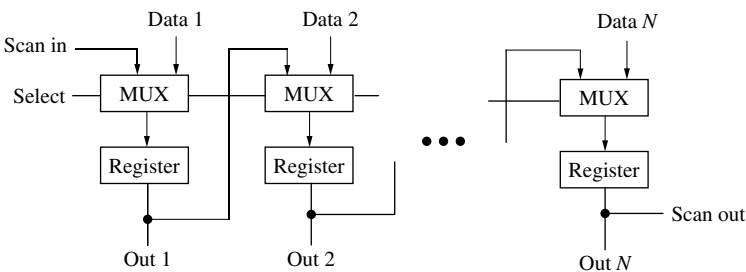 Data 1
Data 2
Data N
Scan in
Select
MUX
MUX
MUX
Register
Register
Register
Scan out
Out 1
Out 2
Out N